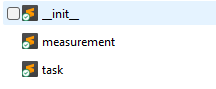 __init__
measurement
task